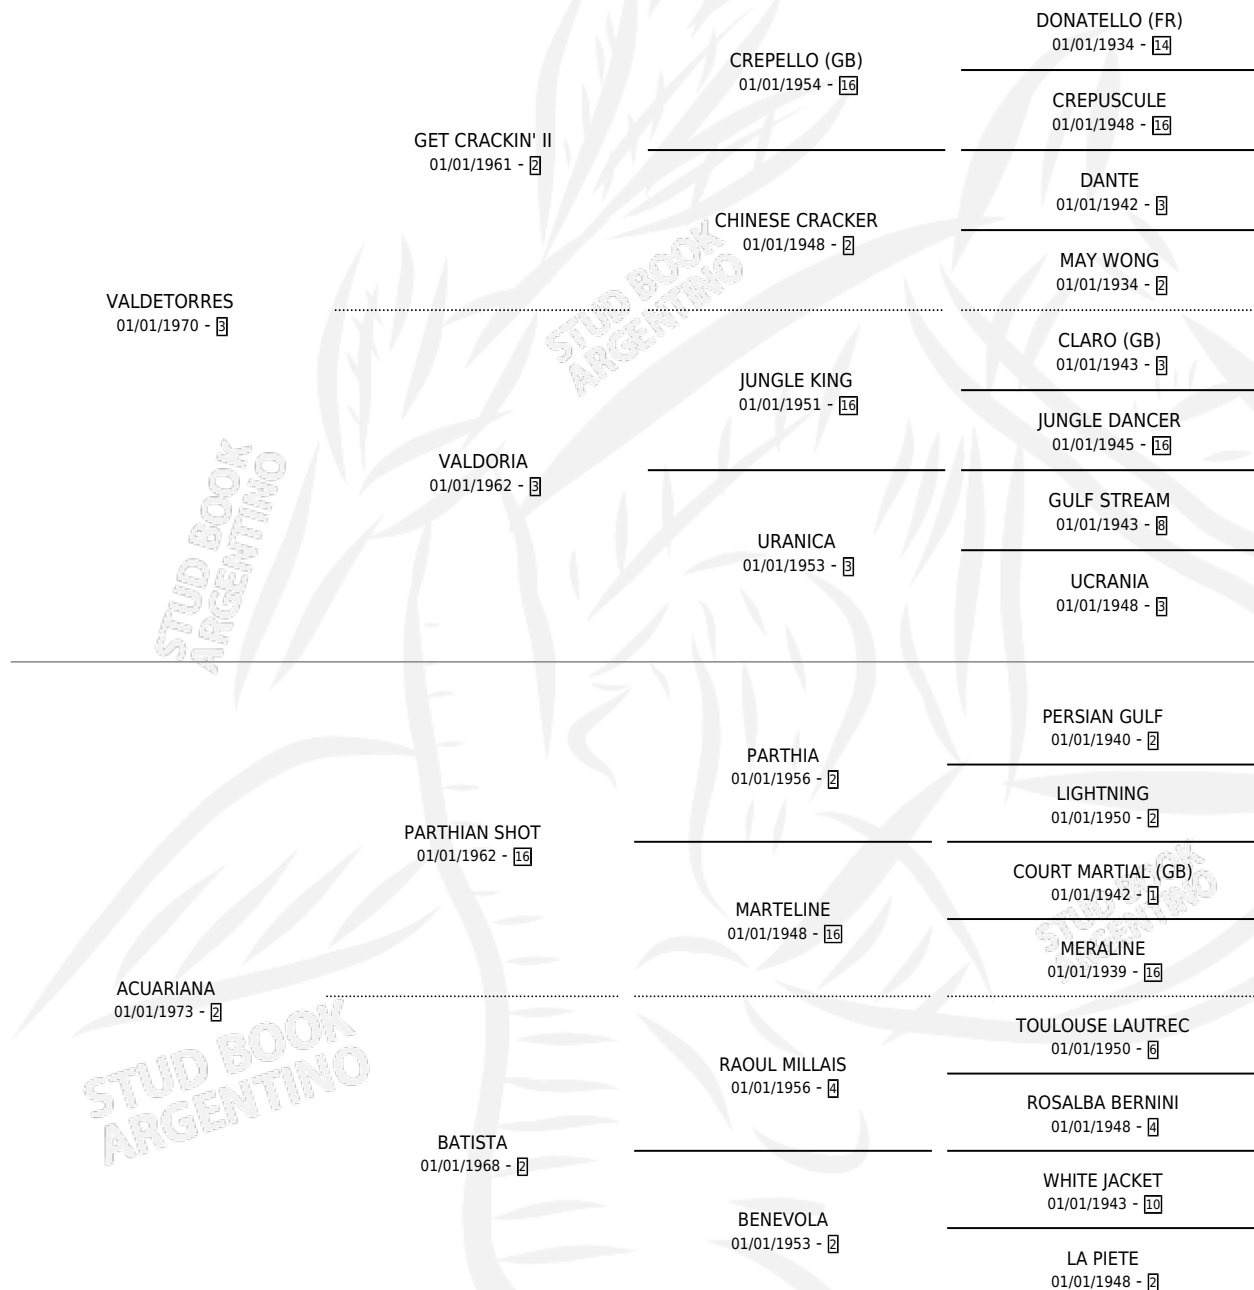 DONATELLO (FR)
01/01/1934 - 14
CREPELLO (GB)
01/01/1954 - 16
CREPUSCULE
01/01/1948 - 16
GET CRACKIN' II
01/01/1961 - 2
DANTE
01/01/1942 - 3
CHINESE CRACKER
01/01/1948 - 2
MAY WONG
01/01/1934 - 2
VALDETORRES
01/01/1970 - 3
STUD BOOK
ARGENTINO
CLARO (GB)
01/01/1943 - 3
JUNGLE KING
01/01/1951 - 16
JUNGLE DANCER
01/01/1945 - 16
VALDORIA
01/01/1962 - 3
GULF STREAM
01/01/1943 - 8
URANICA
01/01/1953 - 3
UCRANIA
01/01/1948 - 3
STUD BOOK
ARGENTINO
PERSIAN GULF
01/01/1940 - 2
PARTHIA
01/01/1956 - 2
LIGHTNING
01/01/1950 - 2
PARTHIAN SHOT
01/01/1962 - 16
COURT MARTIAL (GB)
01/01/1942 - 1
MARTELINE
01/01/1948 - 16
MERALINE
01/01/1939 - 16
STUD BOOK
ARGENTINO
ACUARIANA
01/01/1973 - 2
TOULOUSE LAUTREC
01/01/1950 - 6
RAOUL MILLAIS
01/01/1956 - 4
ROSALBA BERNINI
01/01/1948 - 4
STUD BOOK
ARGENTINO
BATISTA
01/01/1968 - 2
WHITE JACKET
01/01/1943 - 10
BENEVOLA
01/01/1953 - 2
LA PIETE
01/01/1948 - 2